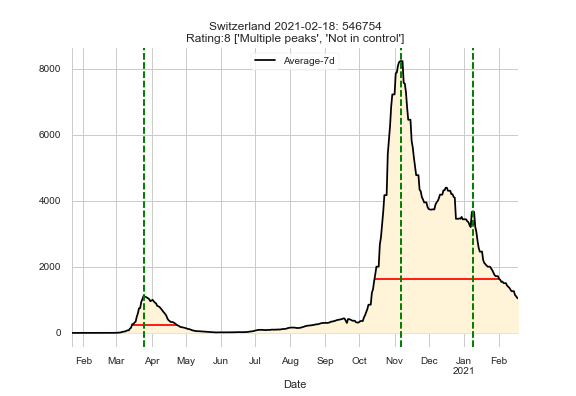 Switzerland 2021-02-18: 546754
Rating:8 ['Multiple peaks', 'Not in control']
Average-7d
8000
6000
4000
2000
0
Feb Mar Apr May Jun Jul Aug Sep Oct Nov Dec Jan Feb
2021
Date